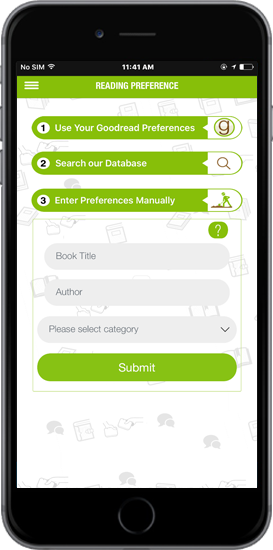 No SIM 11:41 AM
READING PREFERENCE
1 Use Your Goodread Preferences g
2 Search our Database
3 Enter Preferences Manually
?
Book Title
Author
Please select category
Submit